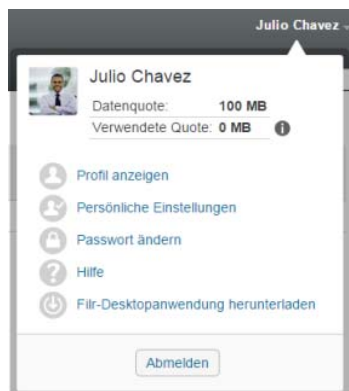 Julio Chavez
Julio Chavez
Datenquote: 100 MB
Verwendete Quote: 0 MB
Profil anzeigen
Persönliche Einstellungen
Passwort ändern
Hilfe
Filr-Desktopanwendung herunterladen
Abmelden